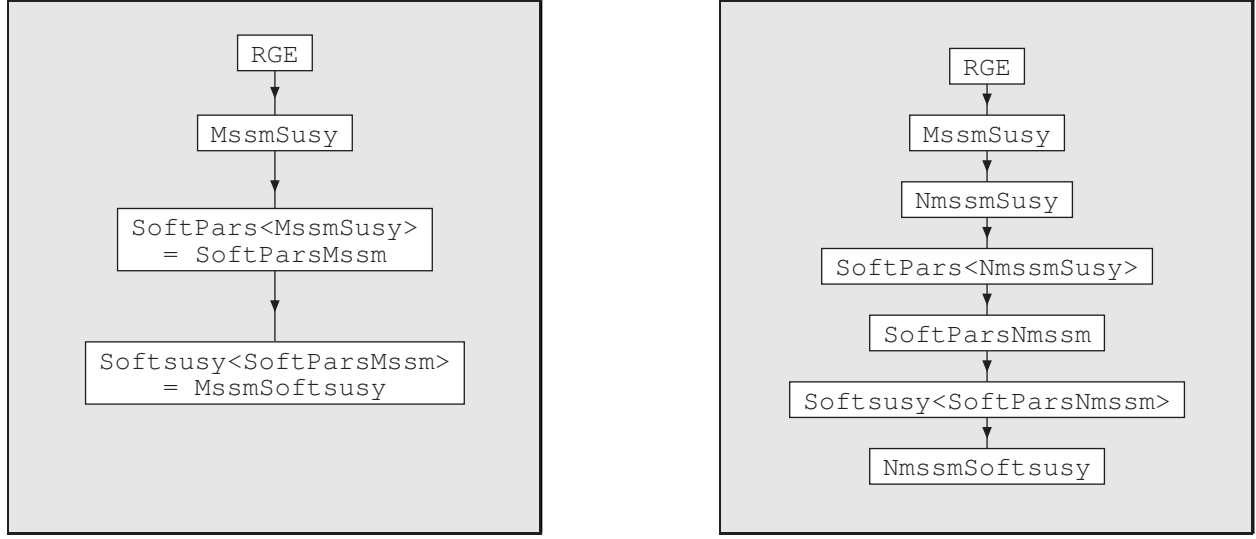 RGE
MssmSusy
SoftPars<MssmSusy>
= SoftParsMssm
Softsusy<SoftParsMssm>
= MssmSoftsusy
RGE
MssmSusy
NmssmSusy
SoftPars<NmssmSusy>
SoftParsNmssm
Softsusy<SoftParsNmssm>
NmssmSoftsusy